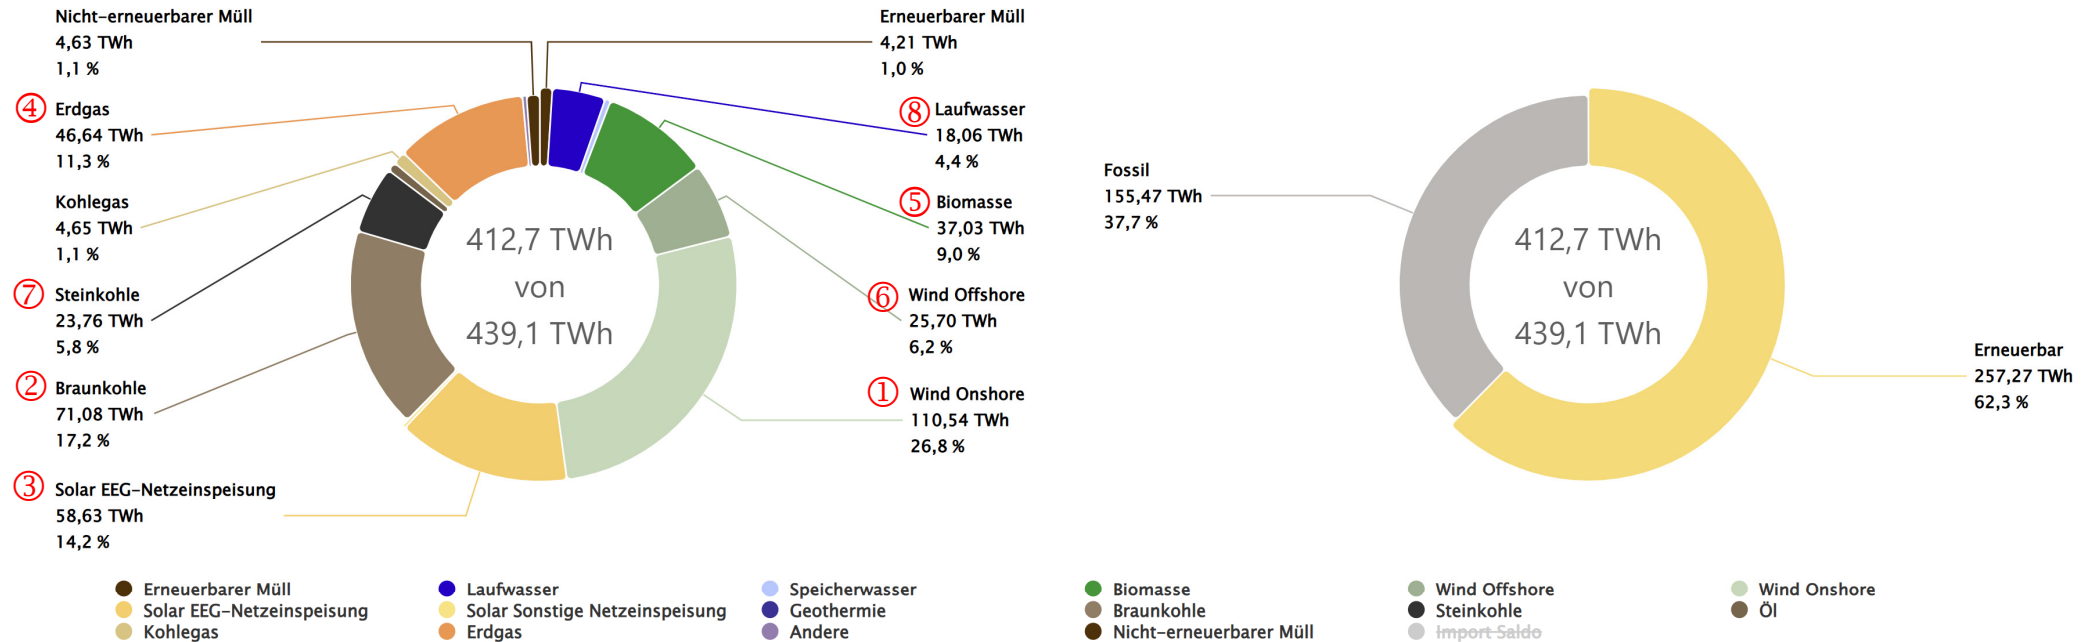 Nicht-erneuerbarer Müll
4,63 TWh
1,1 %
④ Erdgas
46,64 TWh
11,3 %
Kohlegas
4,65 TWh
1,1 %
⑦ Steinkohle
23,76 TWh
5,8 %
② Braunkohle
71,08 TWh
17,2 %
③ Solar EEG-Netzeinspeisung
58,63 TWh
14,2 %
412,7 TWh
von
439,1 TWh
Erneuerbarer Müll
4,21 TWh
1,0 %
⑧ Laufwasser
18,06 TWh
4,4 %
⑤ Biomasse
37,03 TWh
9,0 %
⑥ Wind Offshore
25,70 TWh
6,2 %
① Wind Onshore
110,54 TWh
26,8 %
Fossil
155,47 TWh
37,7 %
412,7 TWh
von
439,1 TWh
Erneuerbar
257,27 TWh
62,3 %
Erneuerbarer Müll Laufwasser Speicherwasser Biomasse Wind Offshore Wind Onshore
Solar EEG-Netzeinspeisung Solar Sonstige Netzeinspeisung Geothermie Braunkohle Steinkohle Öl
Kohlegas Erdgas Andere Nicht-erneuerbarer Müll Import Saldo